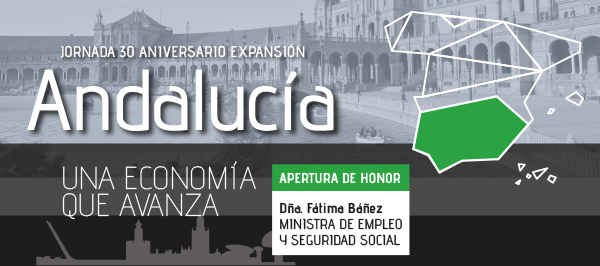 JORNADA 30 ANIVERSARIO EXPANSIÓN
Andalucía
UNA ECONOMÍA
QUE AVANZA
APERTURA DE HONOR
Dña. Fátima Báñez
MINISTRA DE EMPLEO
Y SEGURIDAD SOCIAL